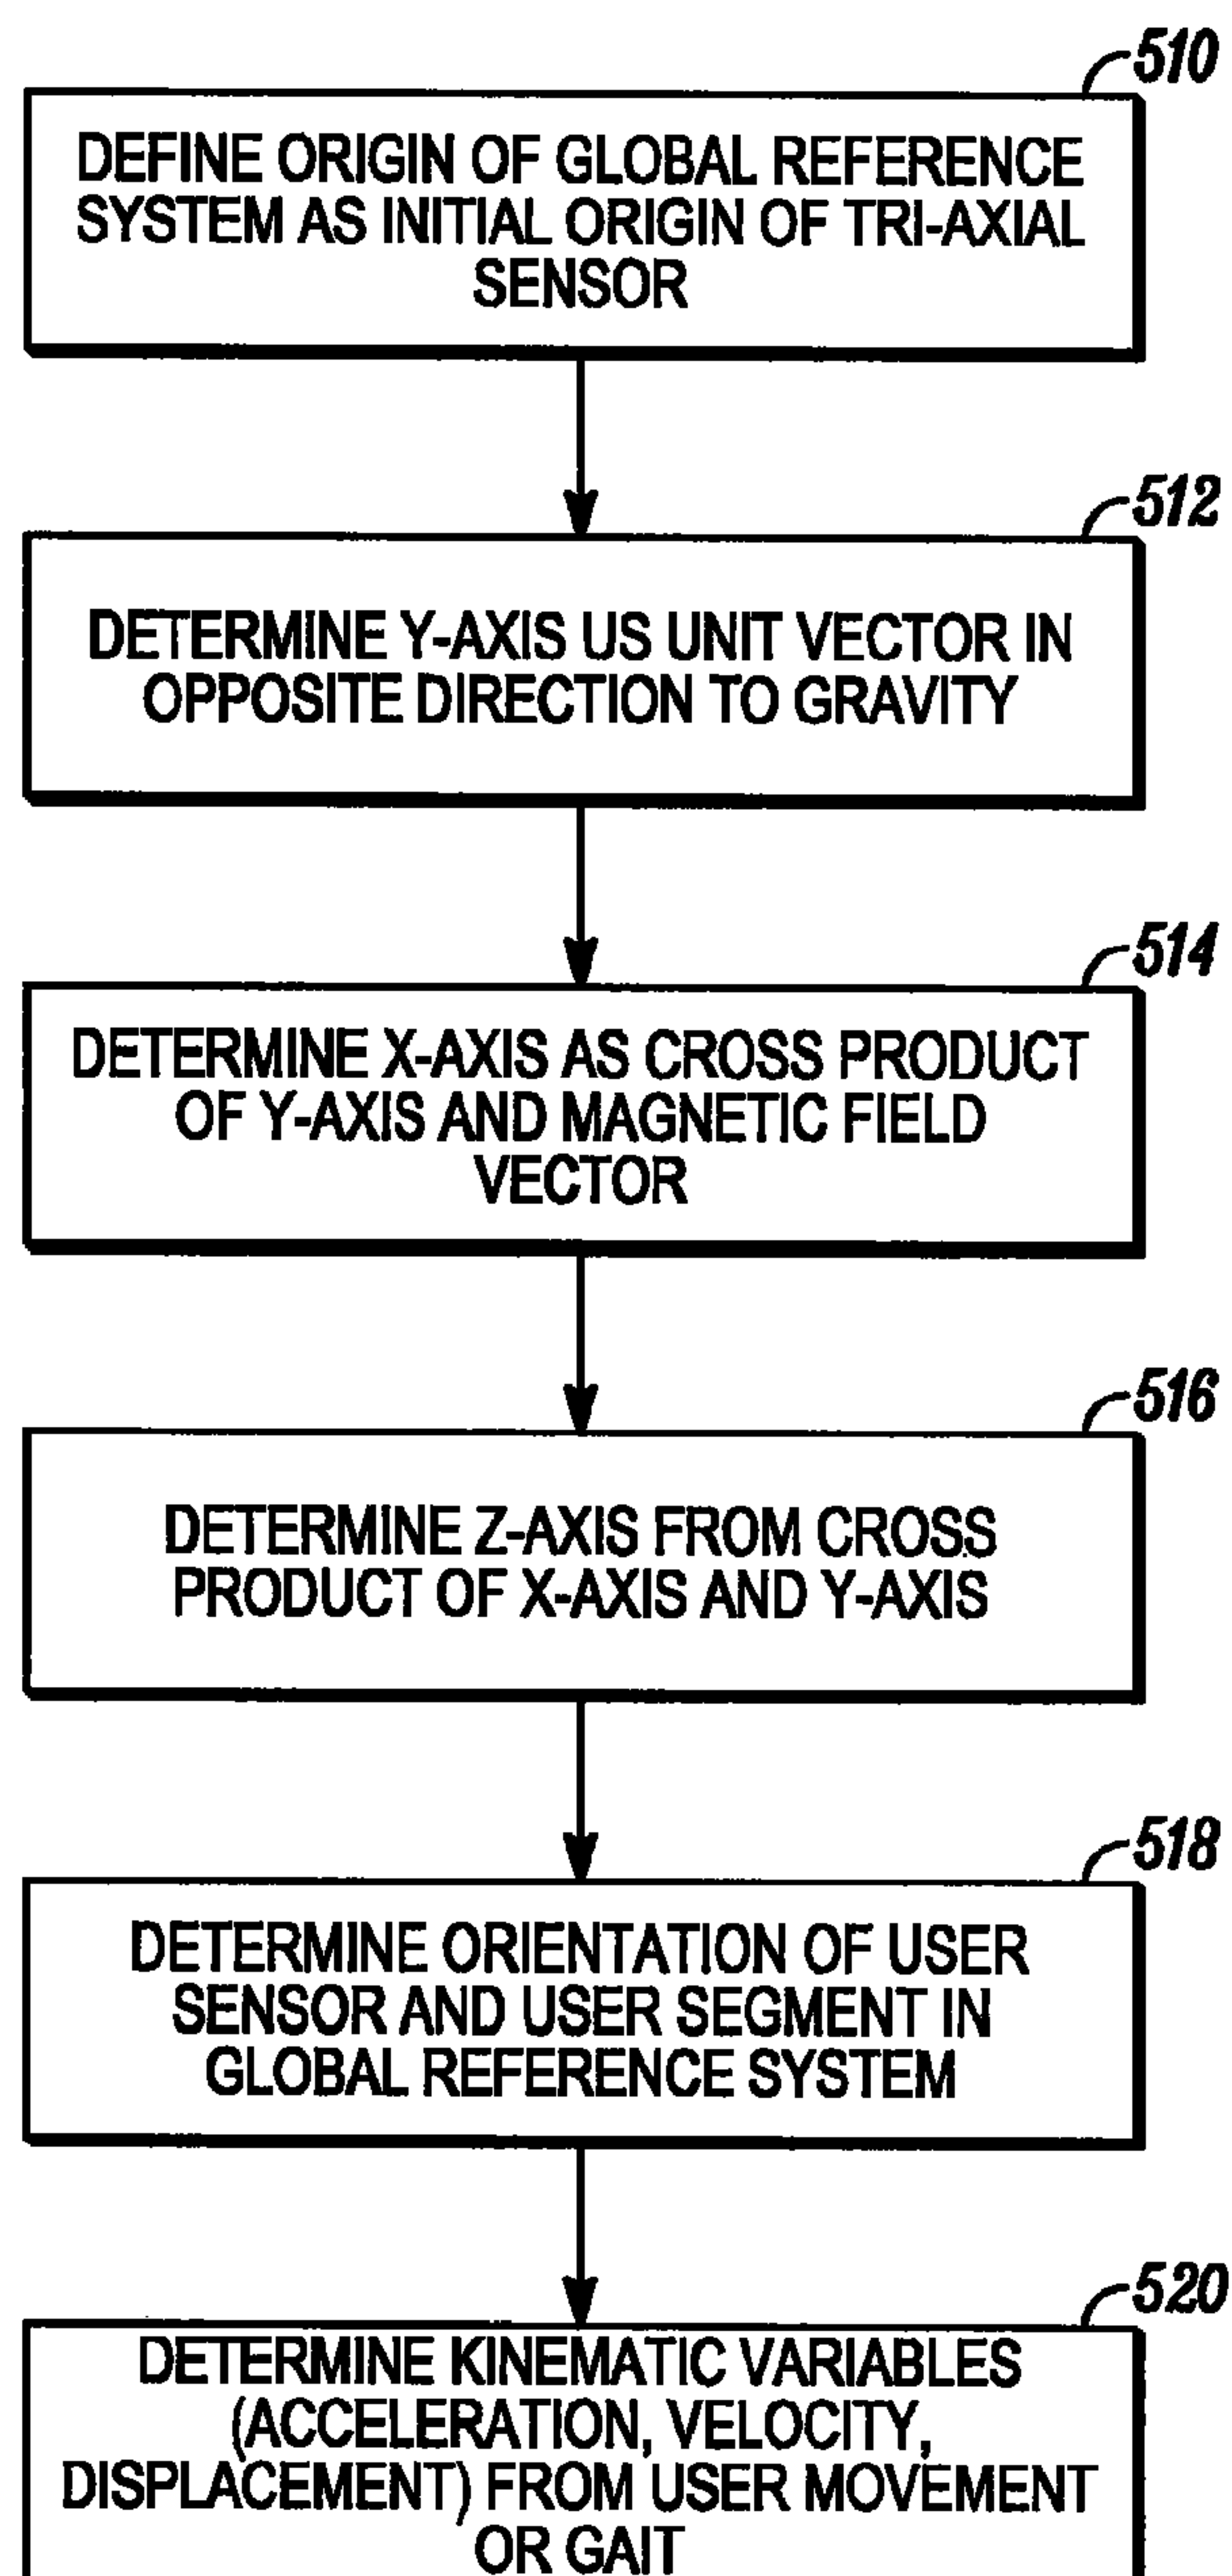 510
DEFINE ORIGIN OF GLOBAL REFERENCE
SYSTEM AS INITIAL ORIGIN OF TRI-AXIAL
SENSOR
512
DETERMINE Y-AXIS US UNIT VECTOR IN
OPPOSITE DIRECTION TO GRAVITY
514
DETERMINE X-AXIS AS CROSS PRODUCT
OF Y-AXIS AND MAGNETIC FIELD
VECTOR
516
DETERMINE Z-AXIS FROM CROSS
PRODUCT OF X-AXIS AND Y-AXIS
518
DETERMINE ORIENTATION OF USER
SENSOR AND USER SEGMENT IN
GLOBAL REFERENCE SYSTEM
520
DETERMINE KINEMATIC VARIABLES
(ACCELERATION, VELOCITY,
DISPLACEMENT) FROM USER MOVEMENT
OR GAIT